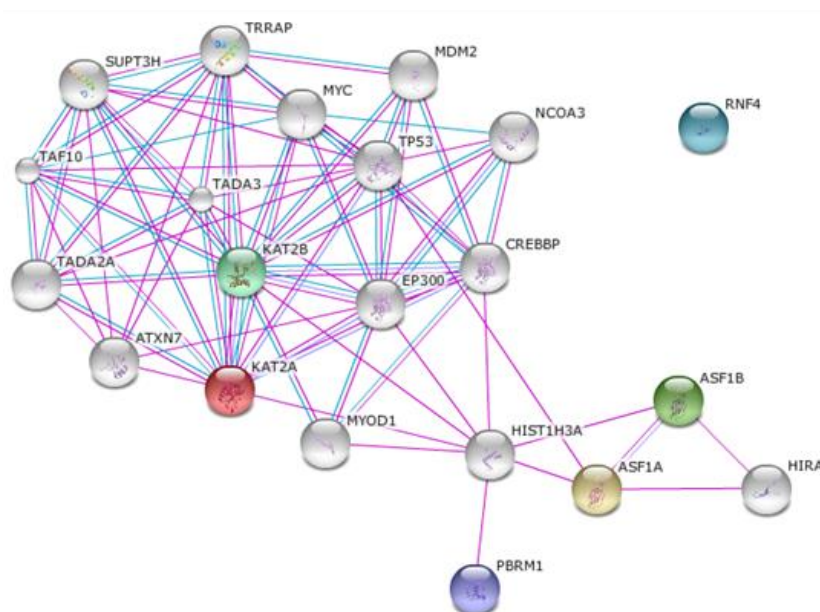 TRRAP
SUPT3H
MDM2
MYC
NCOA3
RNF4
TP53
TAF10
TADA3
KAT2B
CREBBP
TADA2A
EP300
ATXN7
KAT2A
ASF1B
MYOD1
HIST1H3A
ASF1A
HIRA
PBRM1